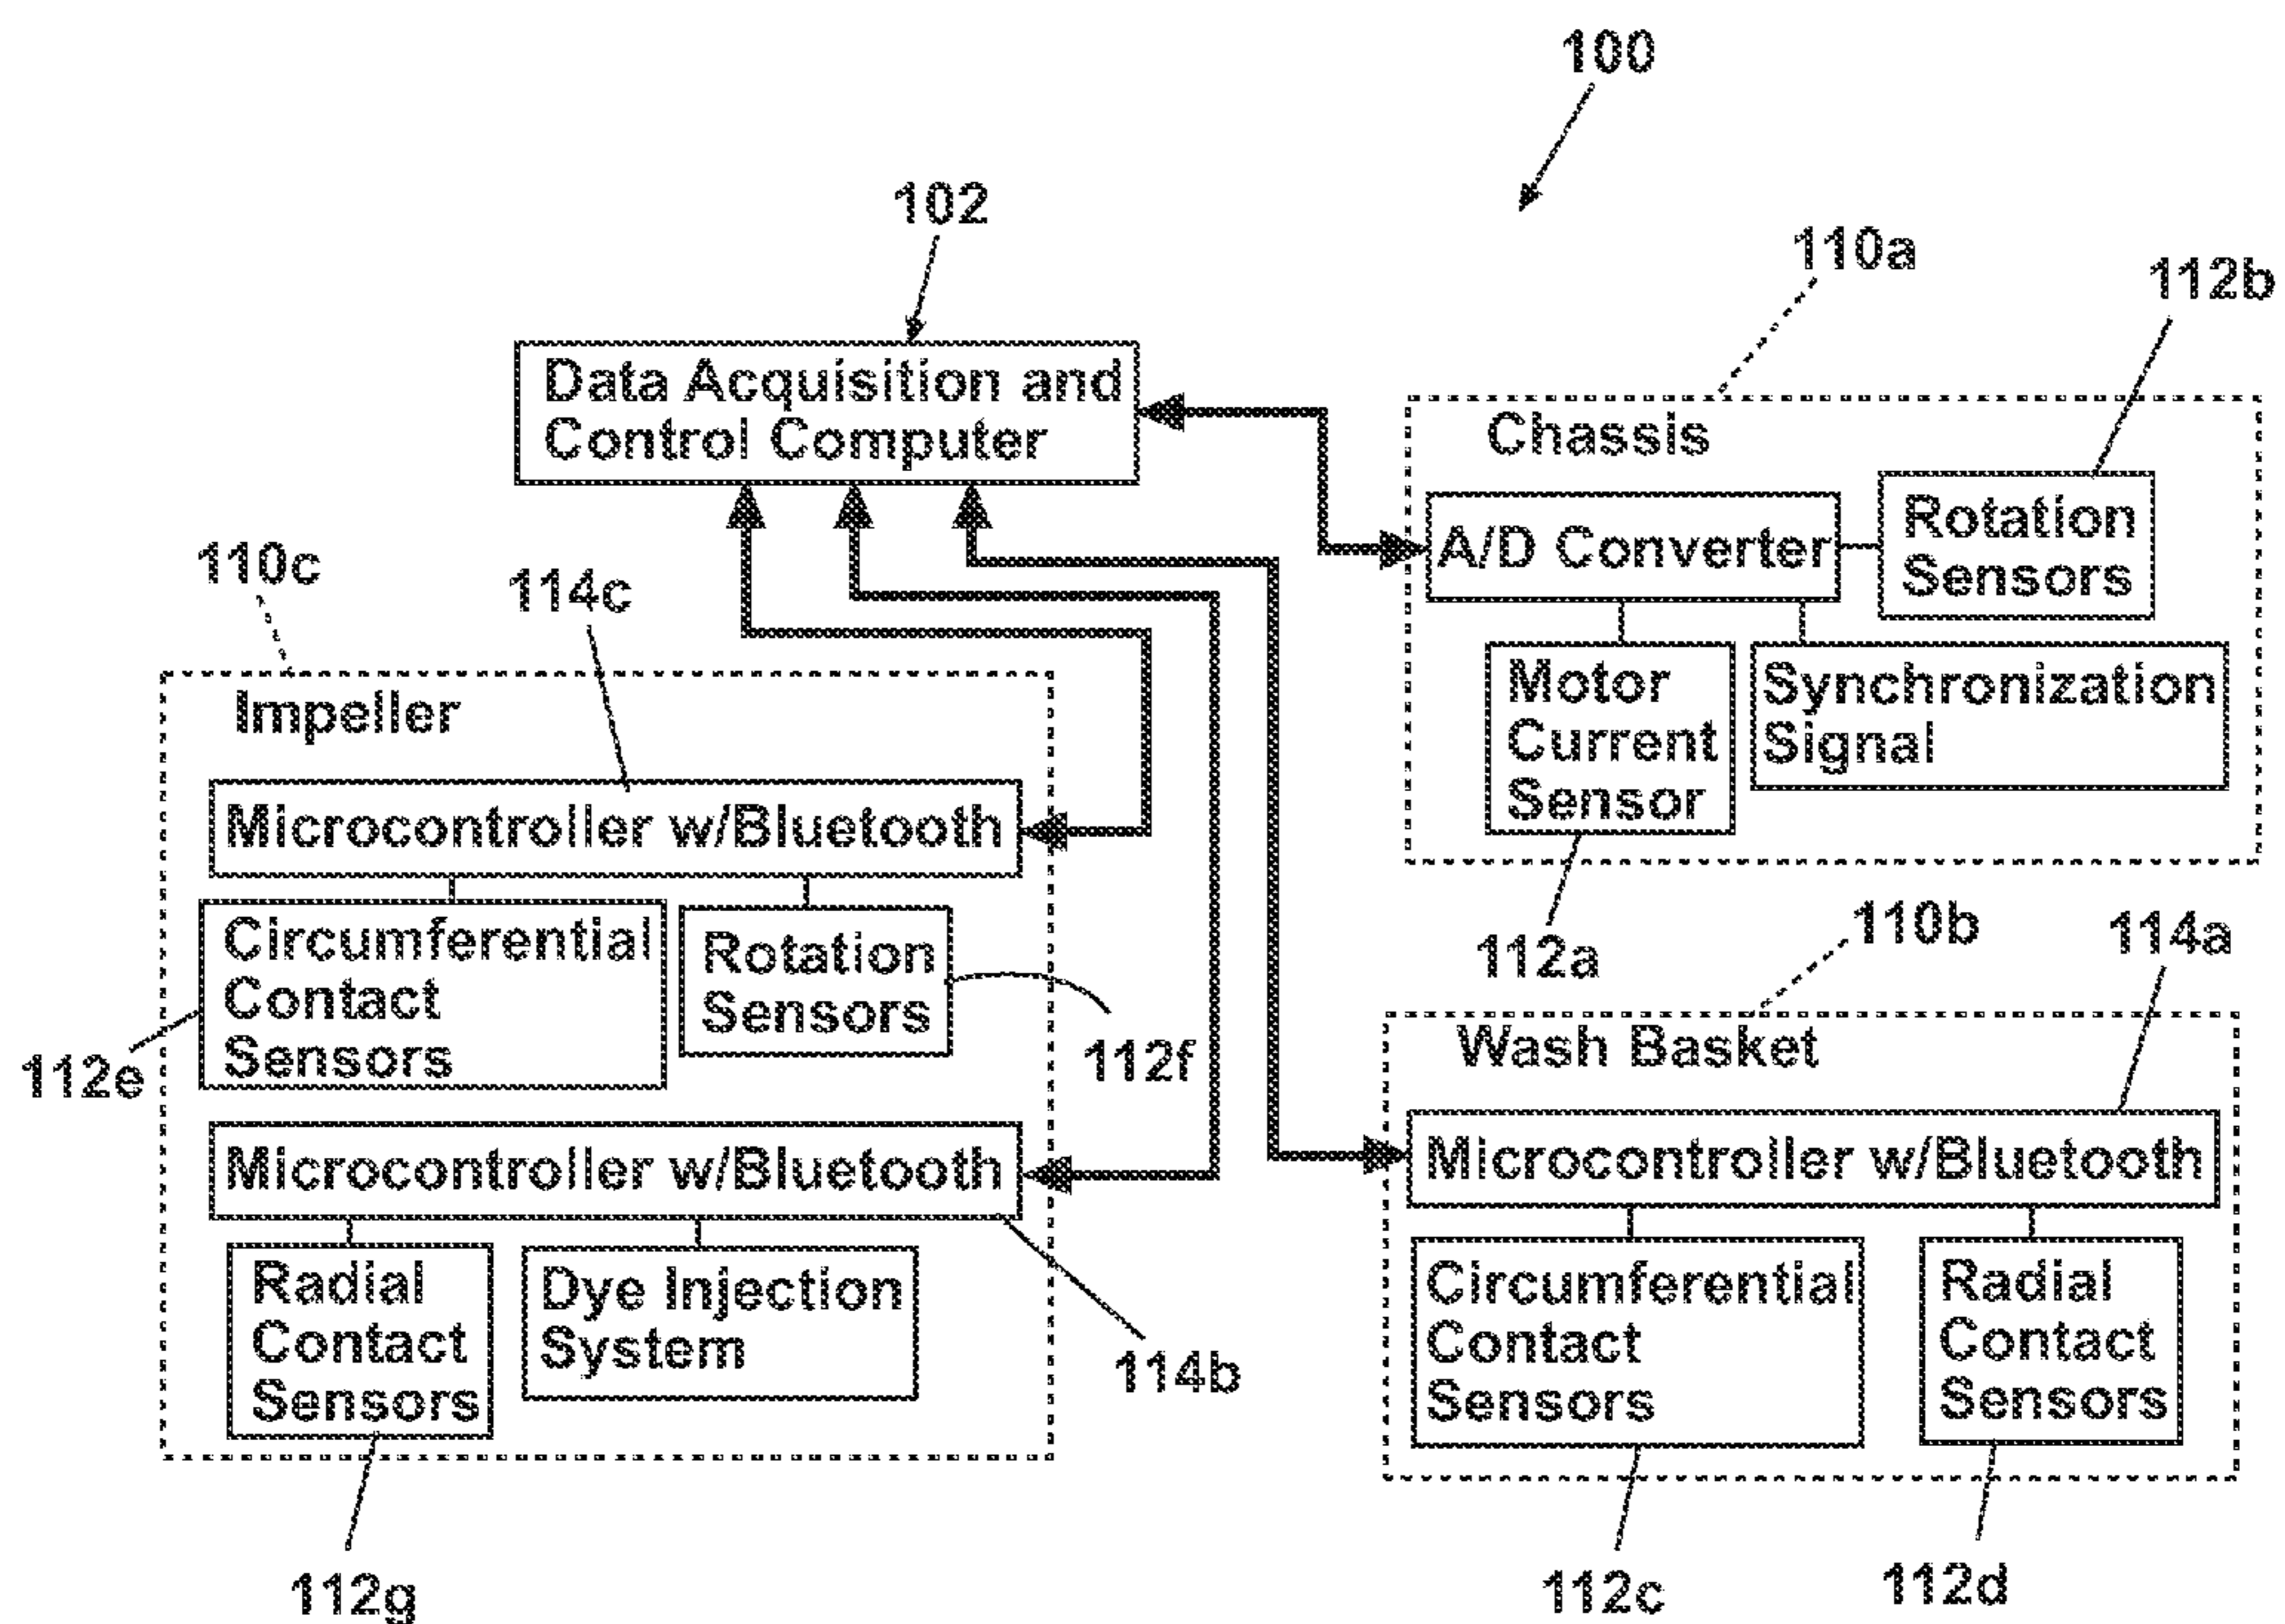 100
102
110a
112b
Data Acquisition and
Control Computer
Chassis
A/D Converter
Rotation
Sensors
Motor
Current
Sensor
Synchronization
Signal
112a
110c
114c
Impeller
Microcontroller w/Bluetooth
Circumferential
Contact
Sensors
Rotation
Sensors
112e
112f
Microcontroller w/Bluetooth
Radial
Contact
Sensors
Dye Injection
System
114b
112g
110b
114a
Wash Basket
Microcontroller w/Bluetooth
Circumferential
Contact
Sensors
Radial
Contact
Sensors
112c
112d